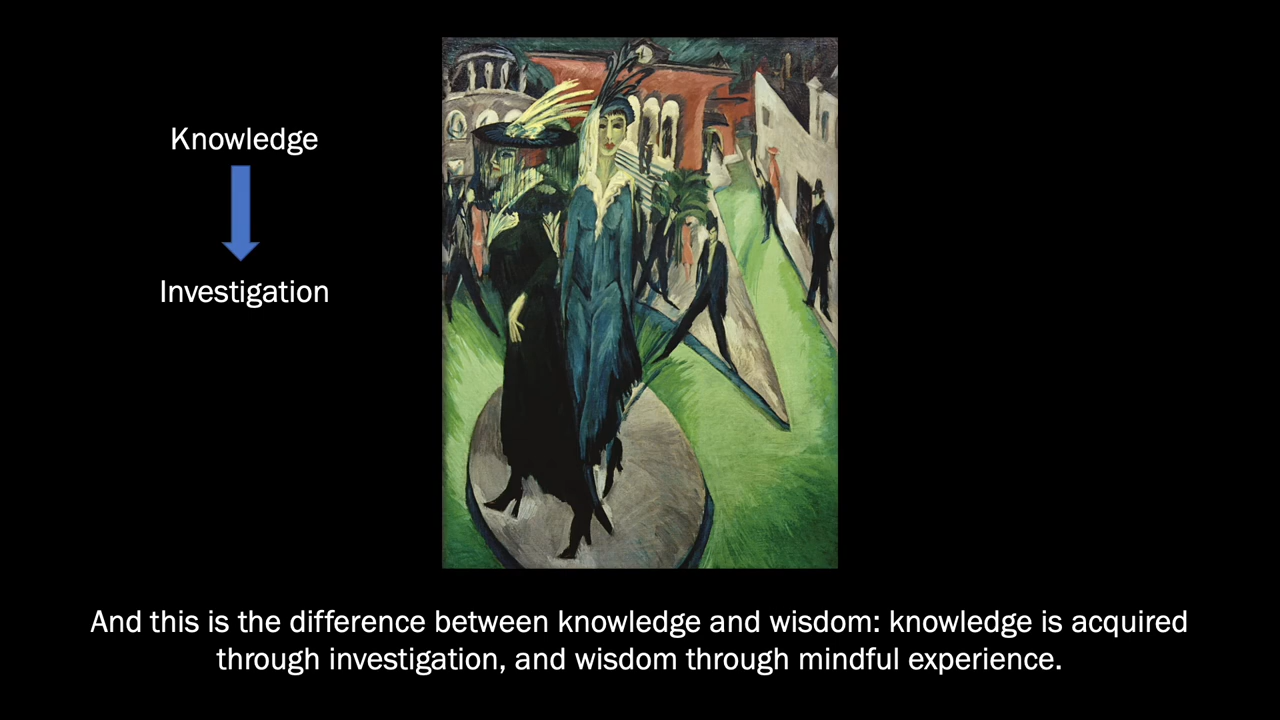 Knowledge
Investigation
And this is the difference between knowledge and wisdom: knowledge is acquired
through investigation, and wisdom through mindful experience.